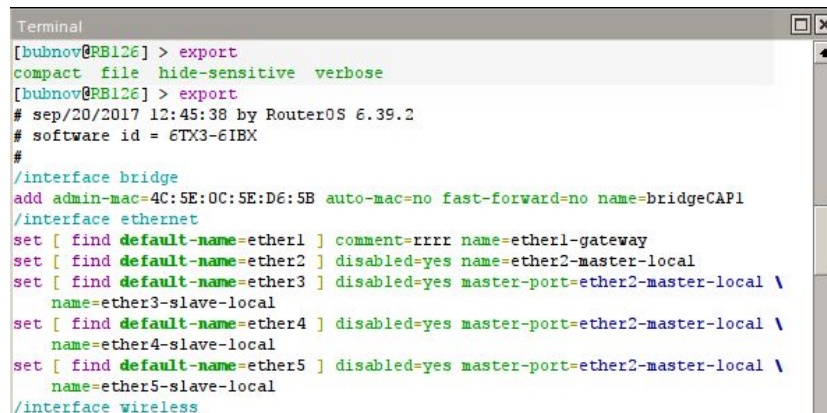 Terminal
[bubnov@RB126] > export
compact  file  hide-sensitive  verbose
[bubnov@RB126] > export
# sep/20/2017 12:45:38 by RouterOS 6.39.2
# software id = 6TX3-6IBX
#
/interface bridge
add admin-mac=4C:5E:0C:5E:D6:5B auto-mac=no fast-forward=no name=bridgeCAP1
/interface ethernet
set [ find default-name=ether1 ] comment=rrrr name=ether1-gateway
set [ find default-name=ether2 ] disabled=yes name=ether2-master-local
set [ find default-name=ether3 ] disabled=yes master-port=ether2-master-local \
    name=ether3-slave-local
set [ find default-name=ether4 ] disabled=yes master-port=ether2-master-local \
    name=ether4-slave-local
set [ find default-name=ether5 ] disabled=yes master-port=ether2-master-local \
    name=ether5-slave-local
/interface wireless